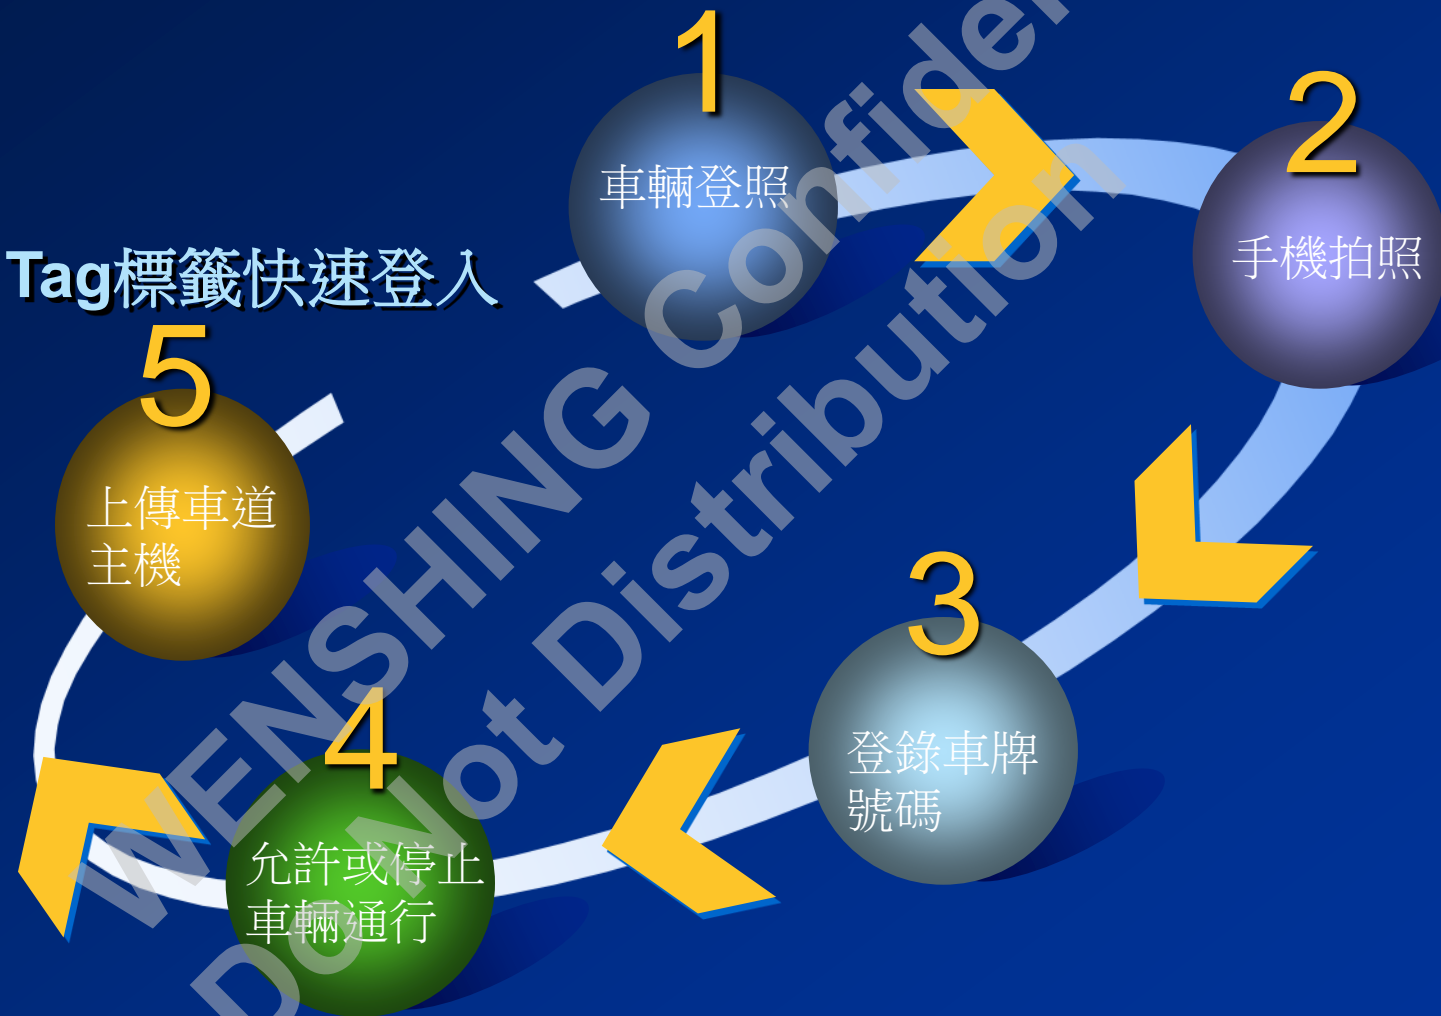 Tag標籤快速登入
1
車輛登照
2
手機拍照
3
登錄車牌
號碼
4
允許或停止
車輛通行
5
上傳車道
主機
WENSHING Confiden
Do Not Distribution